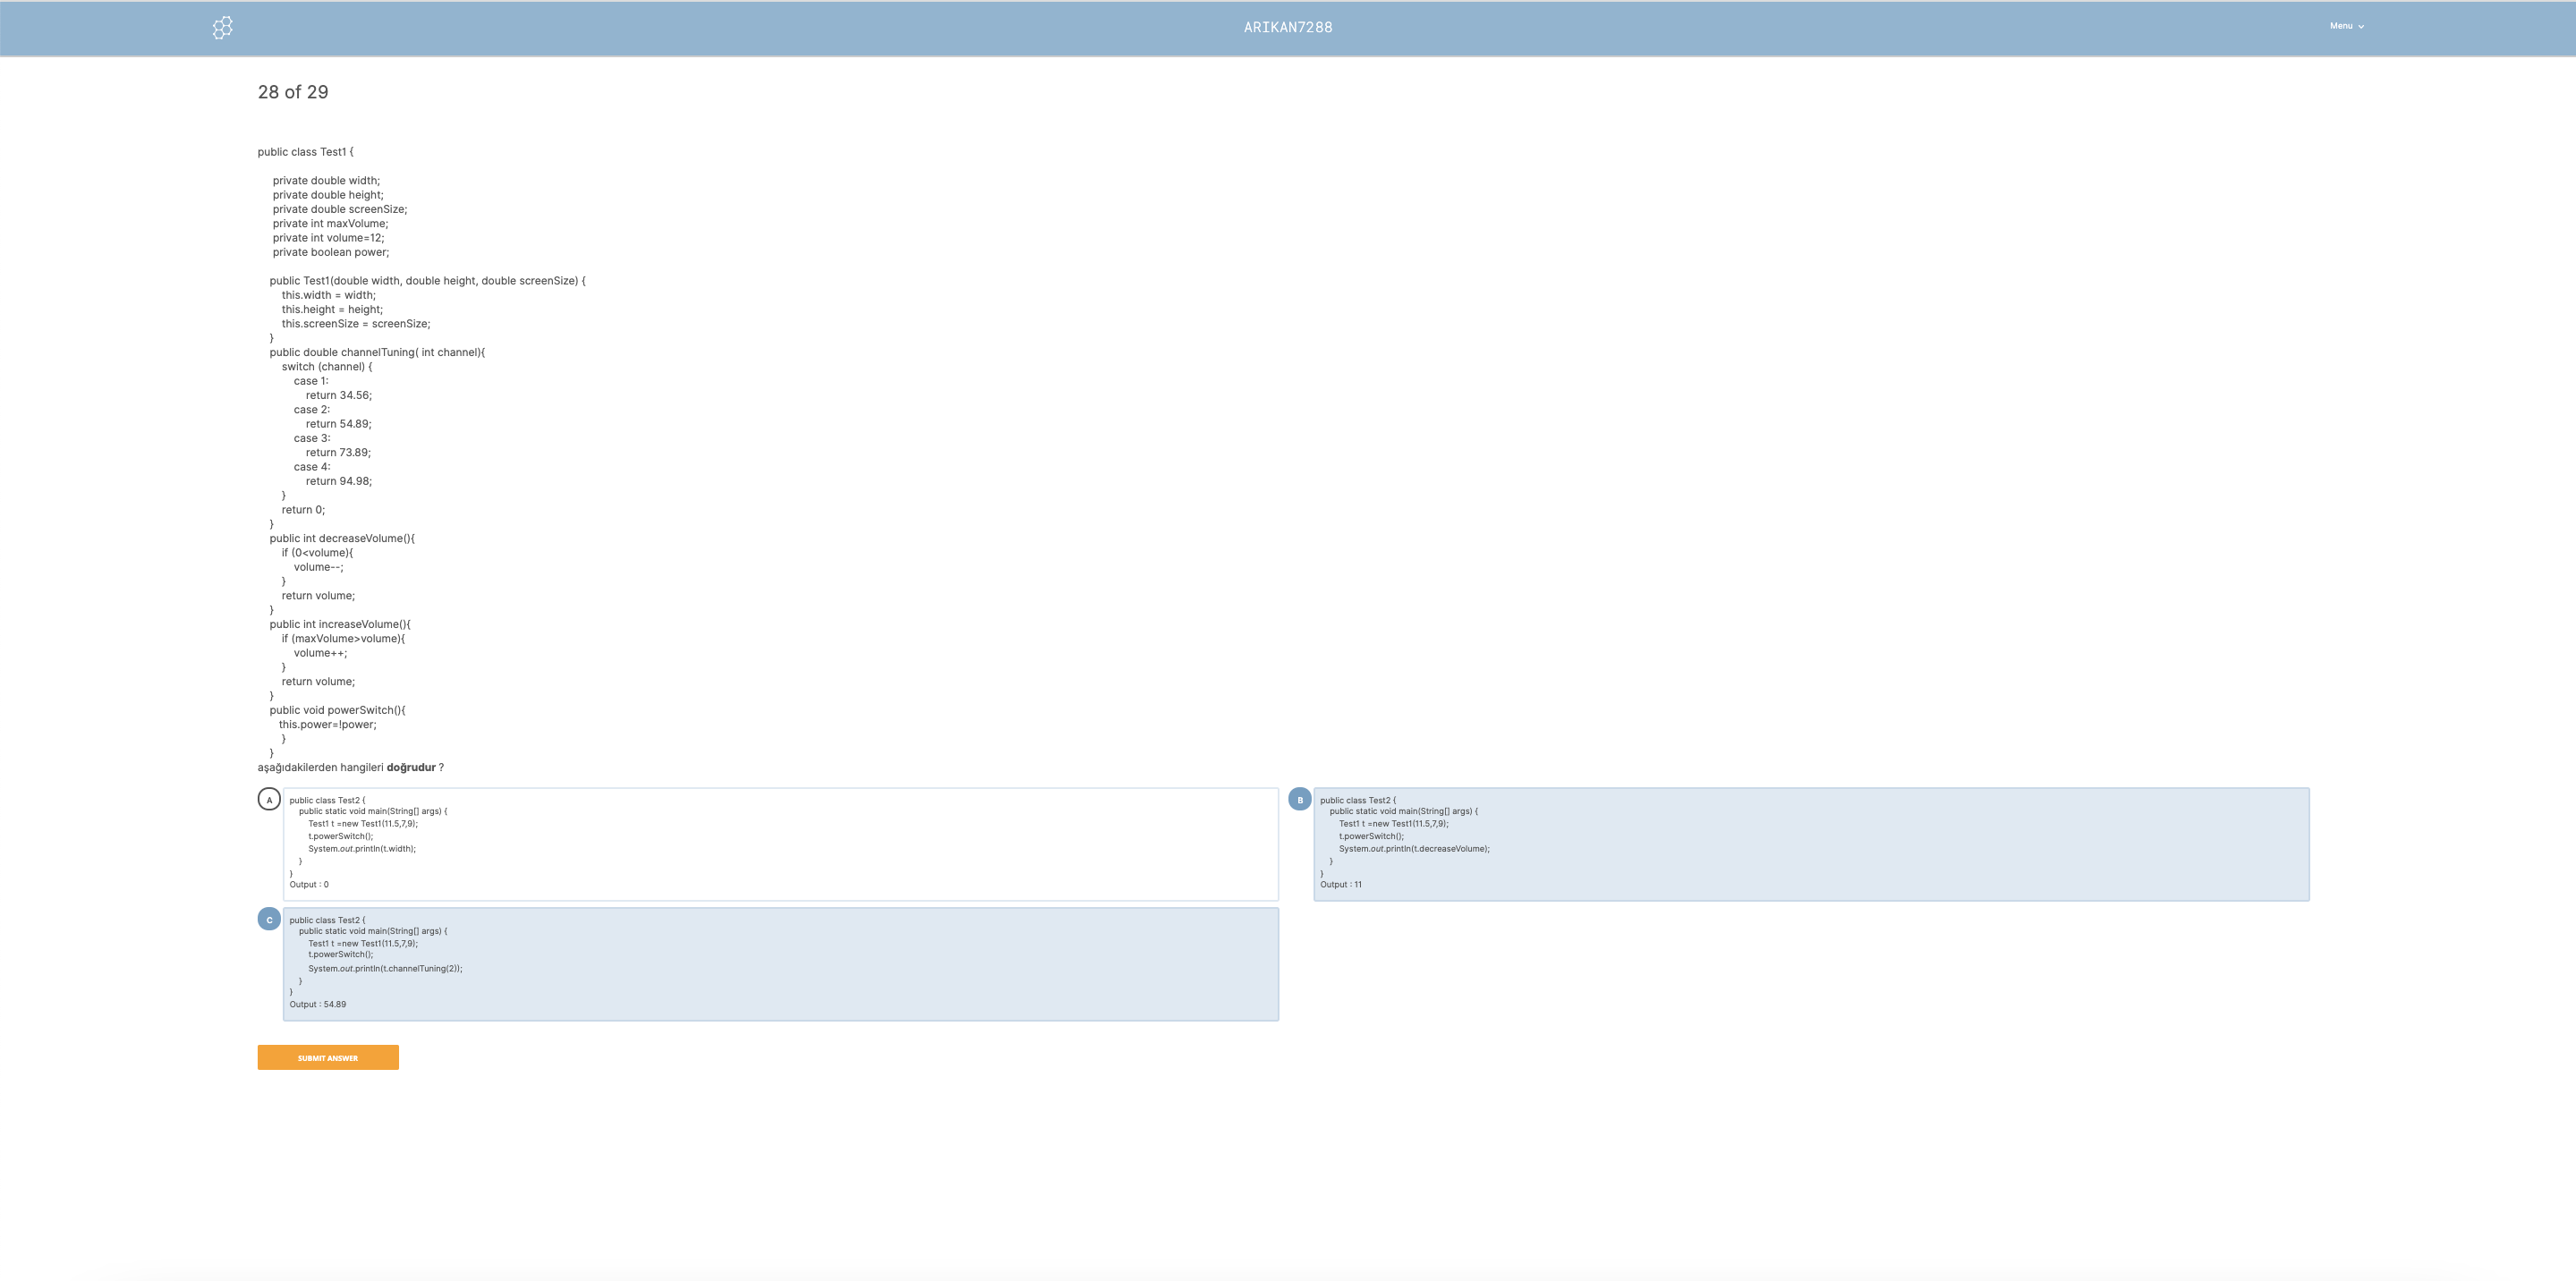 ARIKAN7288
Menu
28 of 29
public class Test1 {
private double width;
private double height;
private double screenSize;
private int maxVolume;
private int volume=12;
private boolean power;
public Test1(double width, double height, double screenSize) {
this.width = width;
this.height = height;
this.screenSize = screenSize;
}
public double channelTuning( int channel){
switch (channel) {
case 1:
return 34.56;
case 2:
return 54.89;
case 3:
return 73.89;
case 4:
return 94.98;
}
return 0;
}
public int decreaseVolume(){
if (0<volume){
volume--;
}
return volume;
}
public int increaseVolume(){
if (maxVolume>volume){
volume++;
}
return volume;
}
public void powerSwitch(){
this.power=!power;
}
}
aşağıdakilerden hangileri doğrudur ?
A
public class Test2 {
public static void main(String[] args) {
Test1 t =new Test1(11.5,7,9);
t.powerSwitch();
System.out.println(t.width);
}
}
Output : 0
B
public class Test2 {
public static void main(String[] args) {
Test1 t =new Test1(11.5,7,9);
t.powerSwitch();
System.out.println(t.decreaseVolume);
}
}
Output : 11
C
public class Test2 {
public static void main(String[] args) {
Test1 t =new Test1(11.5,7,9);
t.powerSwitch();
System.out.println(t.channelTuning(2));
}
}
Output : 54.89
SUBMIT ANSWER